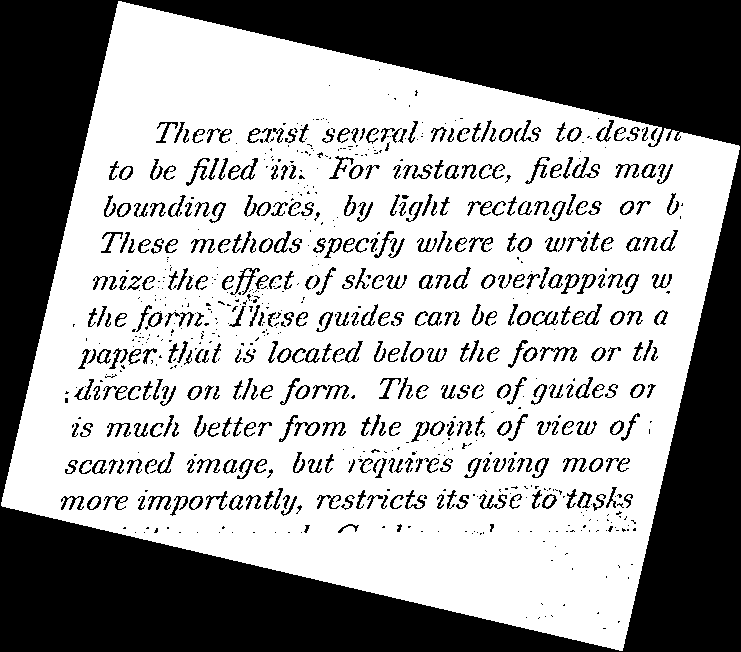 There exist several methods to design
to be filled in. For instance, fields may
bounding boxes, by light rectangles or
These methods specify where to write and
mize the effect of skew and overlapping
the form. These guides can be located on a
paper that is located below the form or
directly on the form. The use of guides
is much better from the point of view of
scanned image, but requires giving more
more importantly, restricts its use to tasks